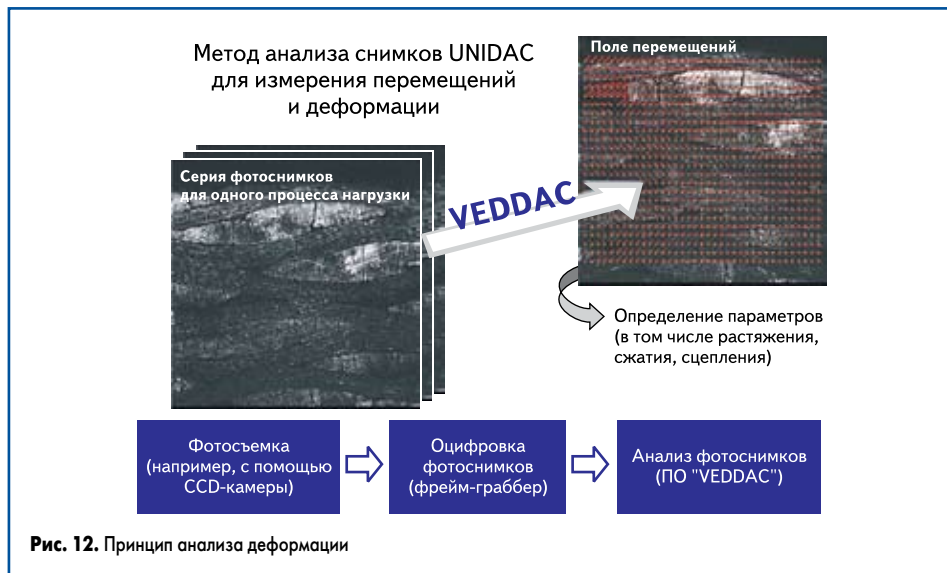 Метод анализа снимков UNIDAC
для измерения перемещений
и деформации
Поле перемещений
Серия фотоснимков
для одного процесса нагрузки
VEDDAC
Определение параметров
(в том числе растяжения,
сжатия, сцепления)
Фотосъемка
(например, с помощью
CCD-камеры)
Оцифровка
фотоснимков
(фрейм-граббер)
Анализ фотоснимков
(ПО "VEDDAC")
Рис. 12. Принцип анализа деформации